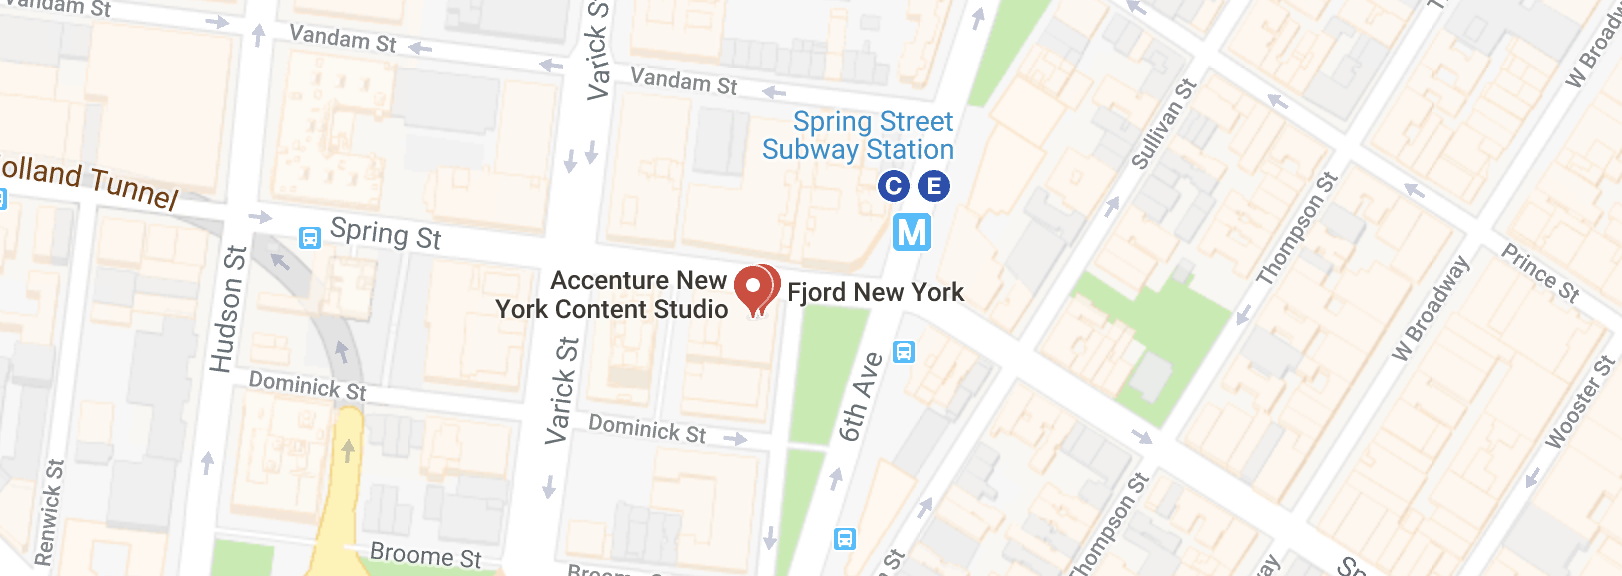 Vandam St
Vandam St
Varick St
Vandam St
Spring Street
Subway Station
C E
M
Sullivan St
W Broadw
olland Tunnel
Spring St
Thompson St
Prince St
Hudson St
Accenture New
York Content Studio
Fjord New York
W Broadway
Varick St
6th Ave
Dominick St
Dominick St
Wooster St
Renwick St
Broome St
Thompson St
St